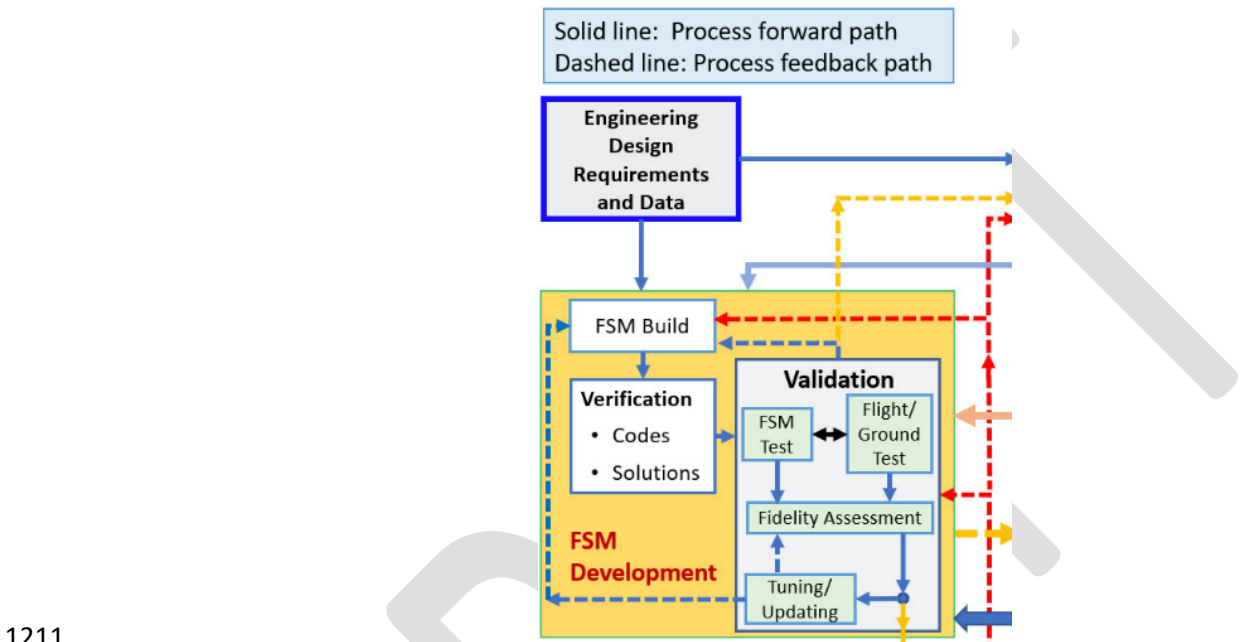 Solid line: Process forward path
Dashed line: Process feedback path
Engineering
Design
Requirements
and Data
FSM Build
Verification
• Codes
• Solutions
Validation
FSM
Test
Flight/
Ground
Test
Fidelity Assessment
Tuning/
Updating
FSM
Development
1211